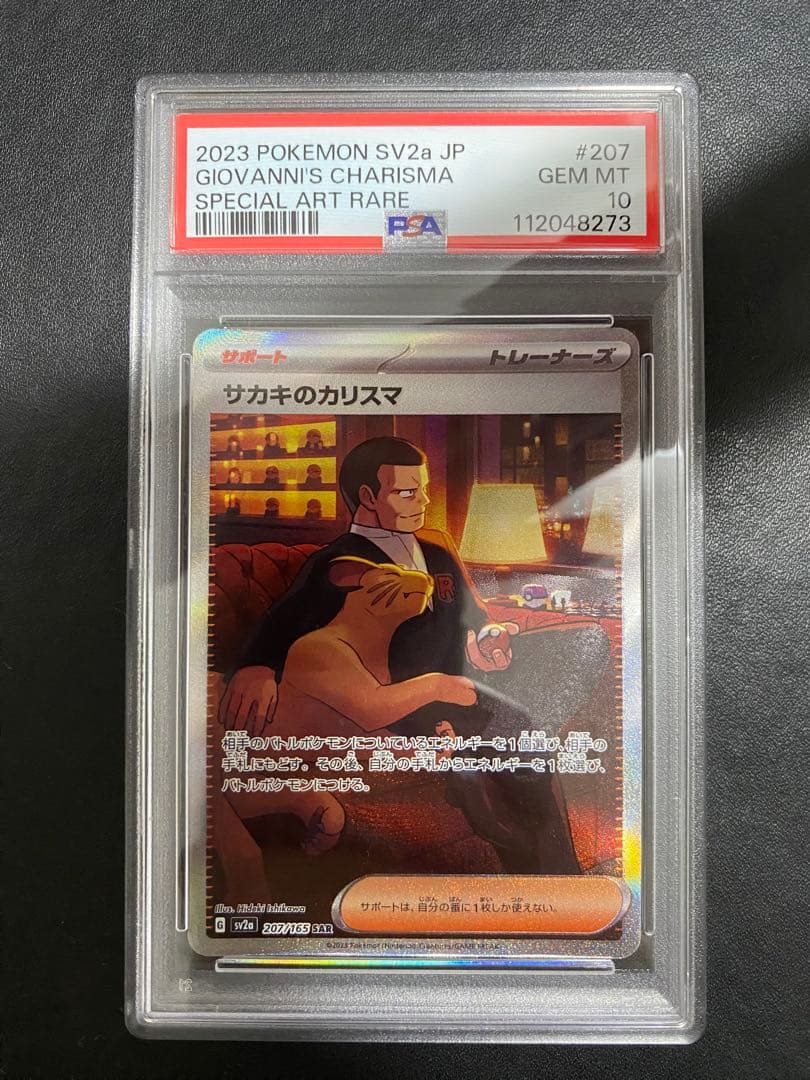 2023 POKEMON SV2a JP #207
GIOVANNI'S CHARISMA GEM MT
SPECIAL ART RARE 10
PSA 112048273
サポート トレーナーズ
サカキのカリスマ
R
相手のバトルポケモンについているエネルギーを1個選び、相手の
手札にもどす。その後、自分の手札からエネルギーを1枚選び、
バトルポケモンにつける。
サポートは、自分の番に1枚しか使えない。
Illus. Hideki Ishikawa
G sv2a 207/165 SAR
©2023 Pokémon/Nintendo/Creatures/GAME FREAK